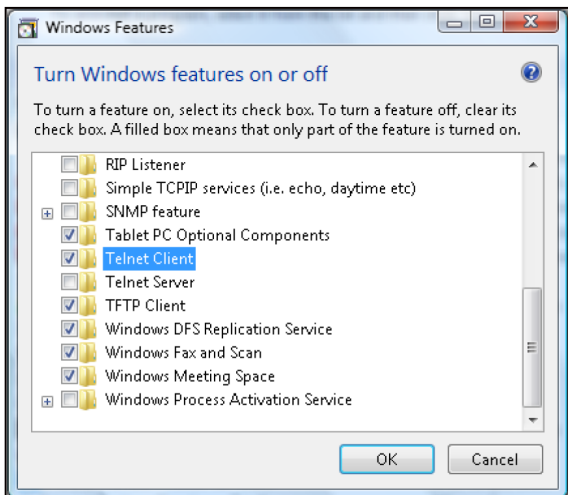 Windows Features
Turn Windows features on or off
To turn a feature on, select its check box. To turn a feature off, clear its
check box. A filled box means that only part of the feature is turned on.
RIP Listener
Simple TCPIP services (i.e. echo, daytime etc)
SNMP feature
Tablet PC Optional Components
Telnet Client
Telnet Server
TFTP Client
Windows DFS Replication Service
Windows Fax and Scan
Windows Meeting Space
Windows Process Activation Service
OK
Cancel